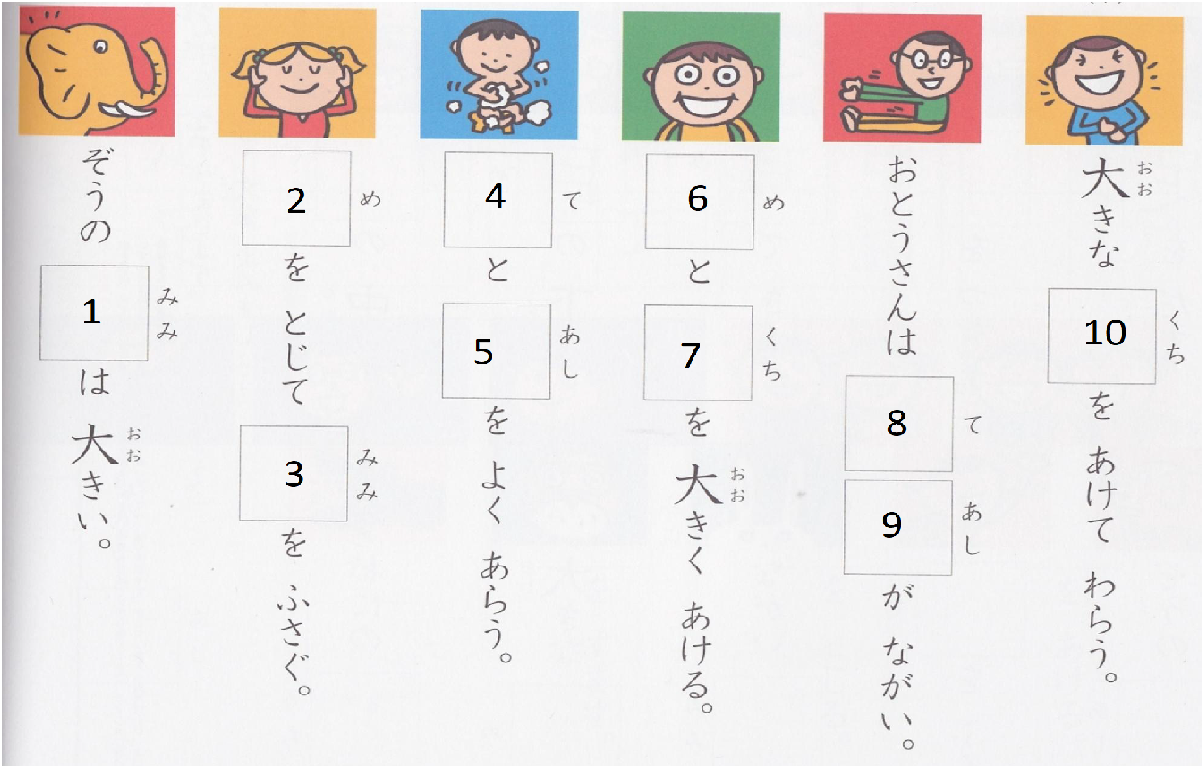 大きな 10 を あけて わらう。
おお
くち
おとうさんは 8 9 が ながい。
て
あし
6 と 7 を 大きく あける。
め
くち
おお
4 と 5 を よく あらう。
て
あし
2 を とじて 3 を ふさぐ。
め
みみ
ぞうの 1 は 大きい。
みみ
おお